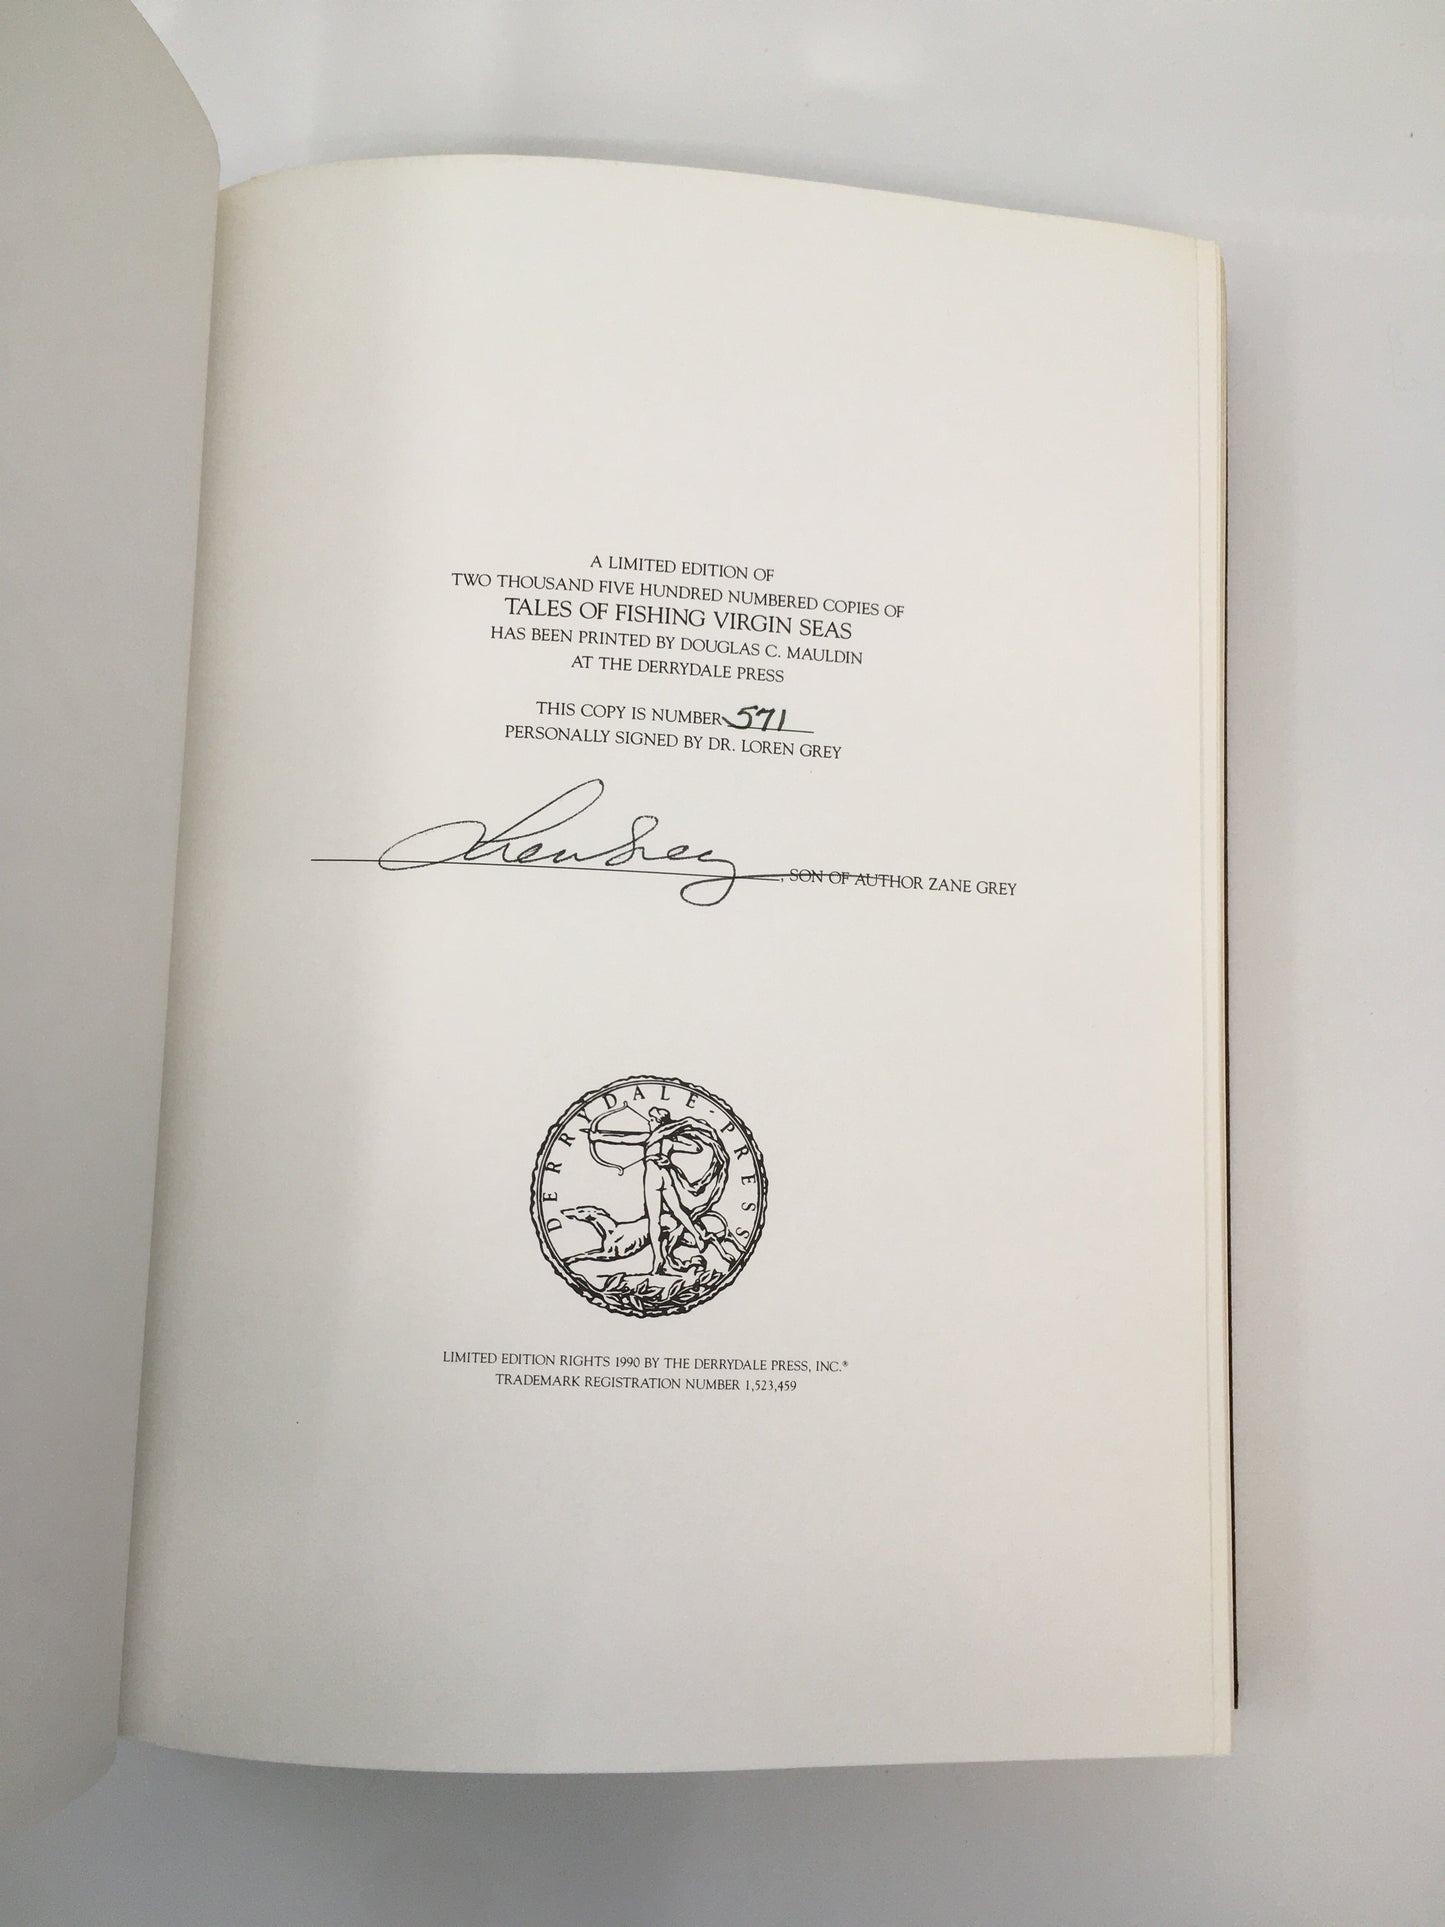 A LIMITED EDITION OF
TWO THOUSAND FIVE HUNDRED NUMBERED COPIES OF
TALES OF FISHING VIRGIN SEAS
HAS BEEN PRINTED BY DOUGLAS C. MAULDIN
AT THE DERRYDALE PRESS
THIS COPY IS NUMBER 571
PERSONALLY SIGNED BY DR. LOREN GREY
Loren Grey
, SON OF AUTHOR ZANE GREY
DERRYDALE-PRESS
LIMITED EDITION RIGHTS 1990 BY THE DERRYDALE PRESS, INC.®
TRADEMARK REGISTRATION NUMBER 1,523,459